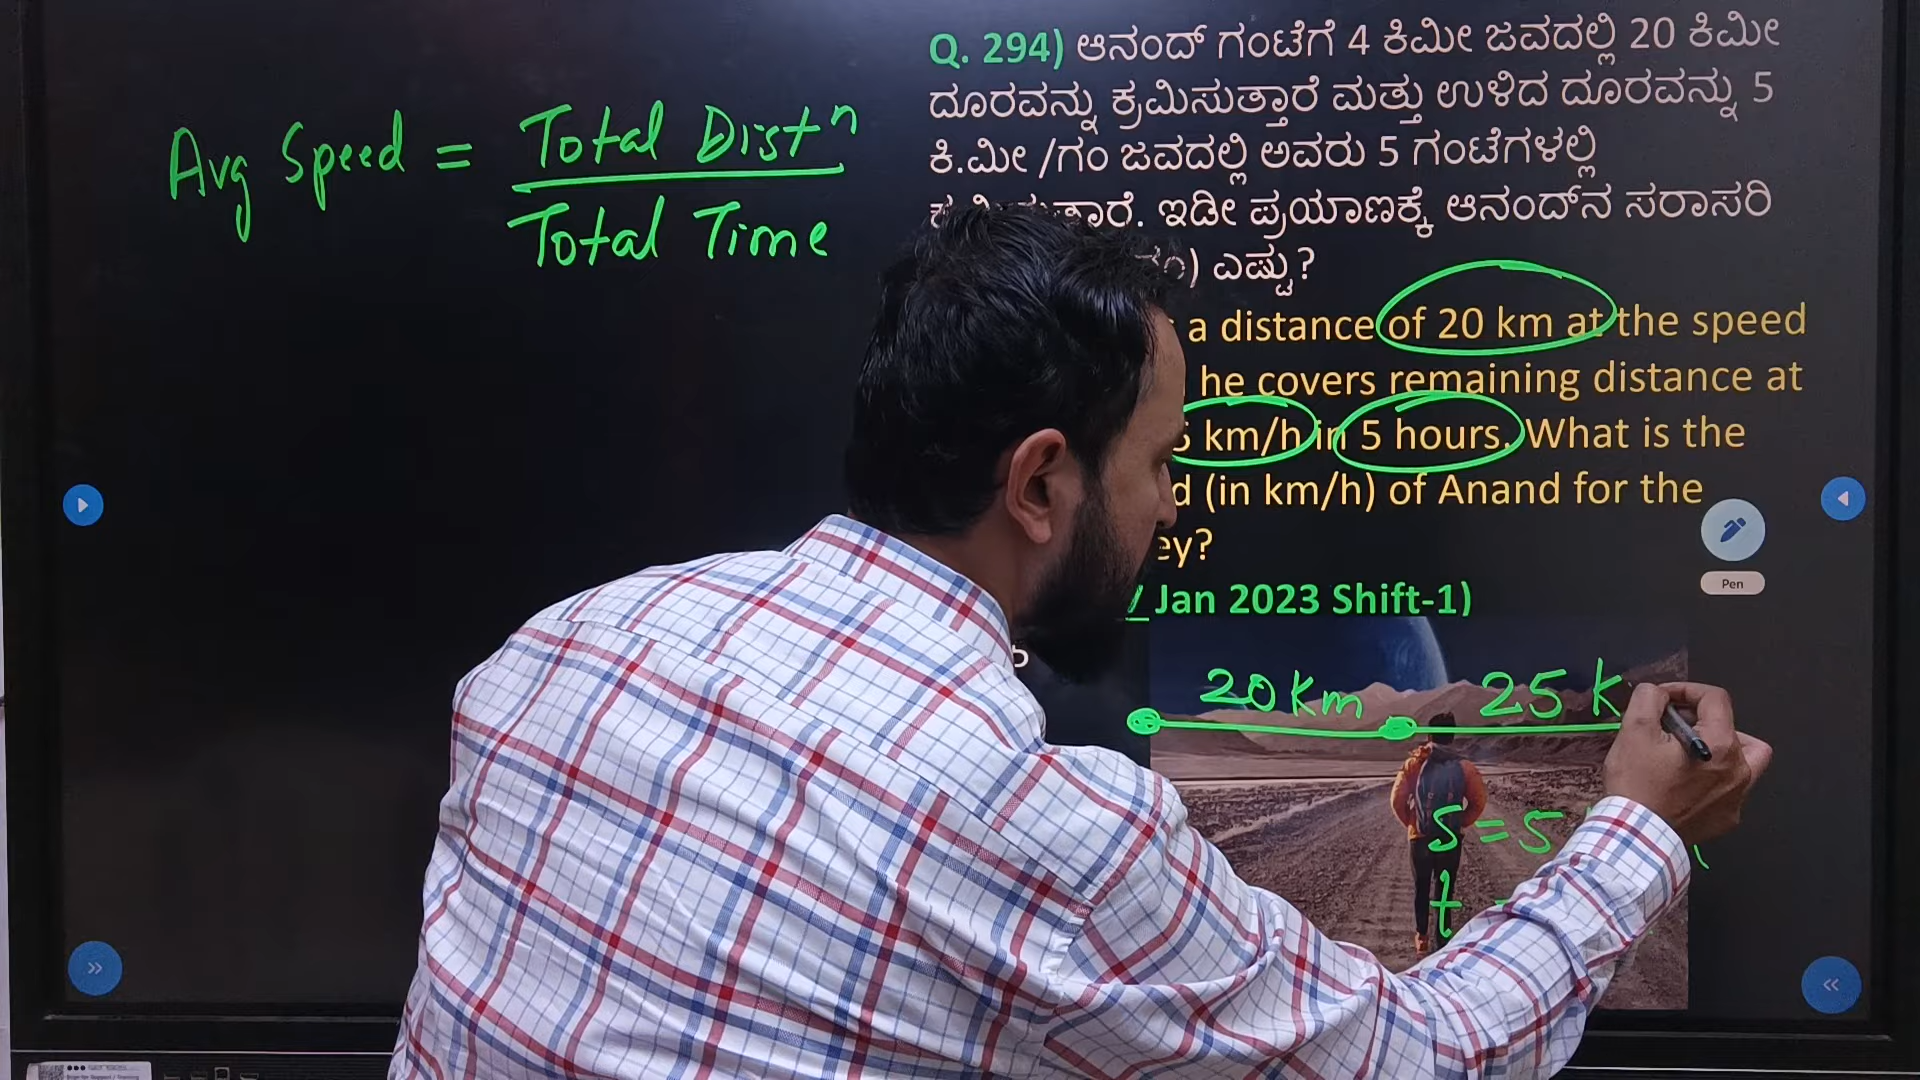 Avg Speed = Total Distⁿ
Total Time
Q. 294) ಆನಂದ್ ಗಂಟೆಗೆ 4 ಕಿಮೀ ಜವದಲ್ಲಿ 20 ಕಿಮೀ
ದೂರವನ್ನು ಕ್ರಮಿಸುತ್ತಾರೆ ಮತ್ತು ಉಳಿದ ದೂರವನ್ನು 5
ಕಿ.ಮೀ /ಗಂ ಜವದಲ್ಲಿ ಅವರು 5 ಗಂಟೆಗಳಲ್ಲಿ
ಇಡೀ ಪ್ರಯಾಣಕ್ಕೆ ಆನಂದ್‌ನ ಸರಾಸರಿ
ಎಷ್ಟು?
a distance of 20 km at the speed
he covers remaining distance at
5 km/h in 5 hours. What is the
(in km/h) of Anand for the
Jan 2023 Shift-1)
20 Km 25 K
S = 5
t
Pen